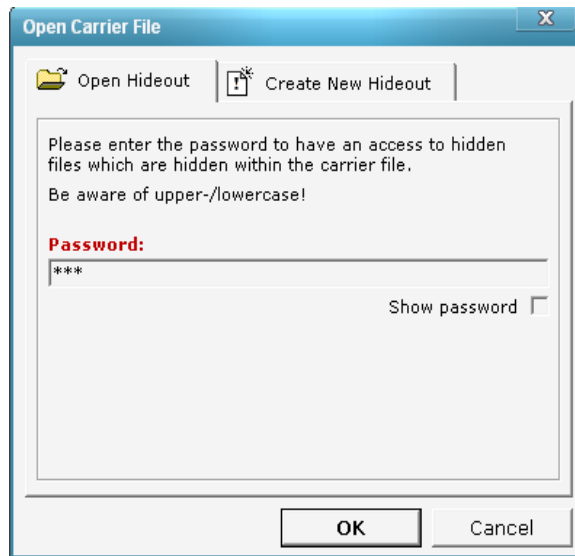 Open Carrier File
X
Open Hideout
Create New Hideout
Please enter the password to have an access to hidden
files which are hidden within the carrier file.
Be aware of upper-/lowercase!
Password:
***
Show password
OK
Cancel